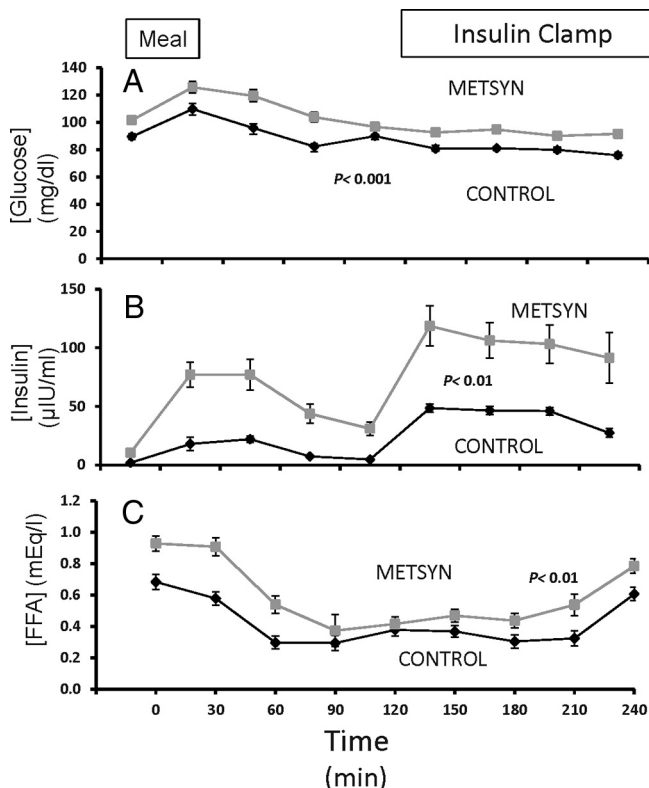 Meal
Insulin Clamp
A
METSYN
[Glucose]
(mg/dl)
140
120
100
80
60
40
20
0
P< 0.001
CONTROL
B
METSYN
[Insulin]
(µIU/ml)
150
100
50
0
P< 0.01
CONTROL
C
[FFA] (mEq/l)
1.2
1.0
0.8
0.6
0.4
0.2
0.0
METSYN
P< 0.01
CONTROL
0 30 60 90 120 150 180 210 240
Time
(min)